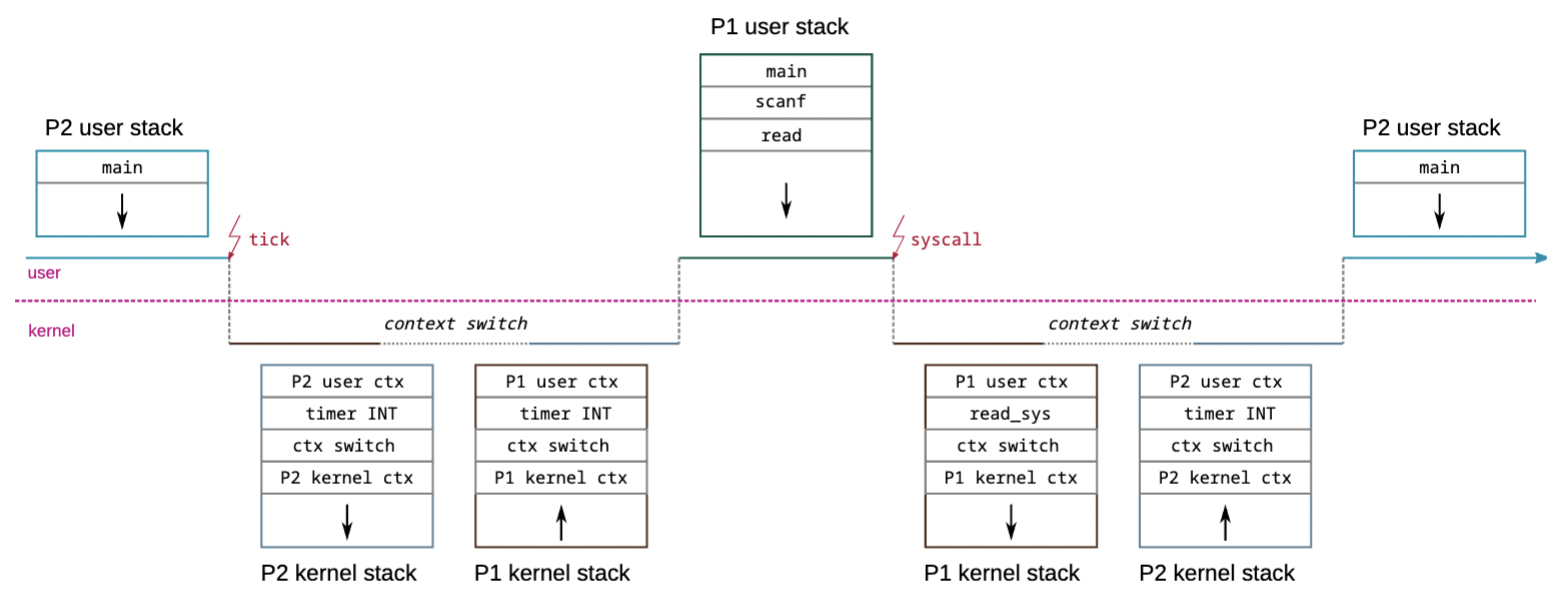 P1 user stack
main
scanf
read
P2 user stack
main
P2 user stack
main
tick
syscall
user
kernel
context switch
context switch
P2 user ctx
timer INT
ctx switch
P2 kernel ctx
P2 kernel stack
P1 user ctx
timer INT
ctx switch
P1 kernel ctx
P1 kernel stack
P1 user ctx
read_sys
ctx switch
P1 kernel ctx
P1 kernel stack
P2 user ctx
timer INT
ctx switch
P2 kernel ctx
P2 kernel stack